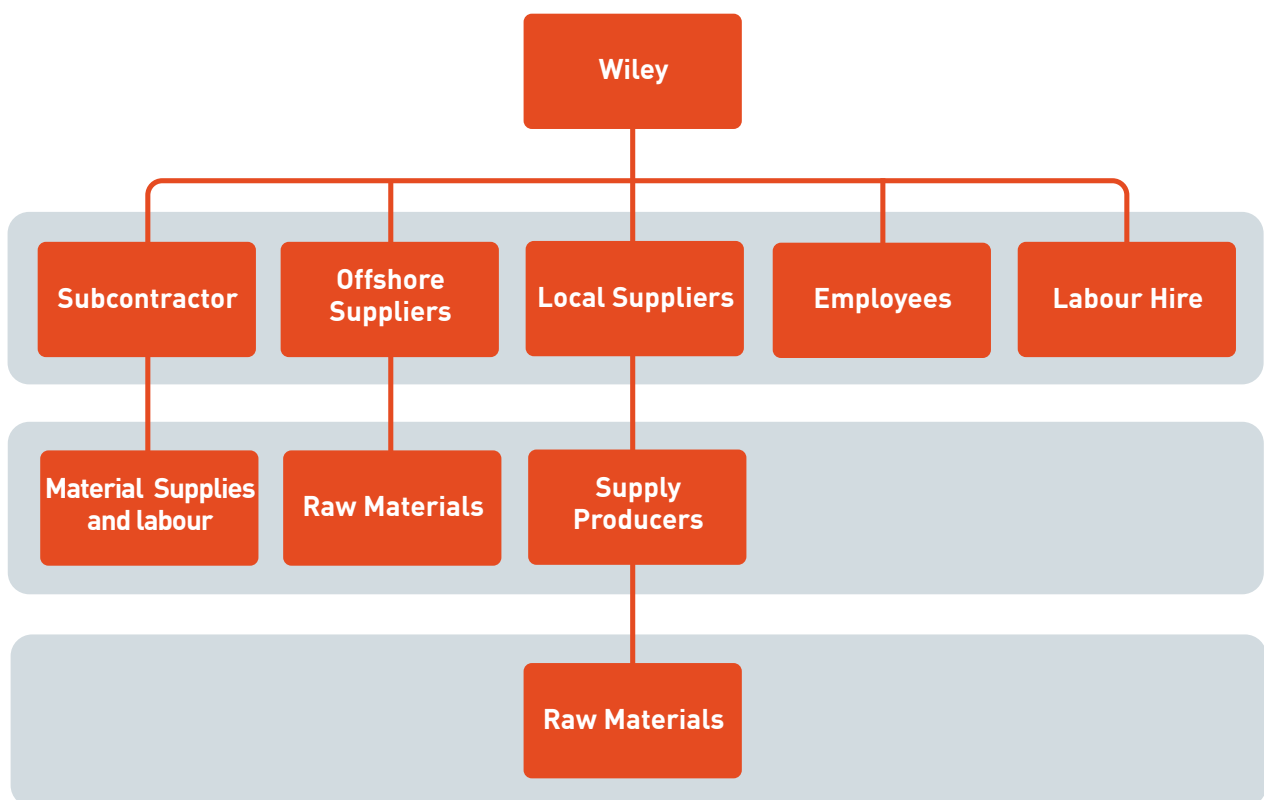 Wiley
Subcontractor
Offshore
Suppliers
Local Suppliers
Employees
Labour Hire
Material Supplies
and labour
Raw Materials
Supply
Producers
Raw Materials